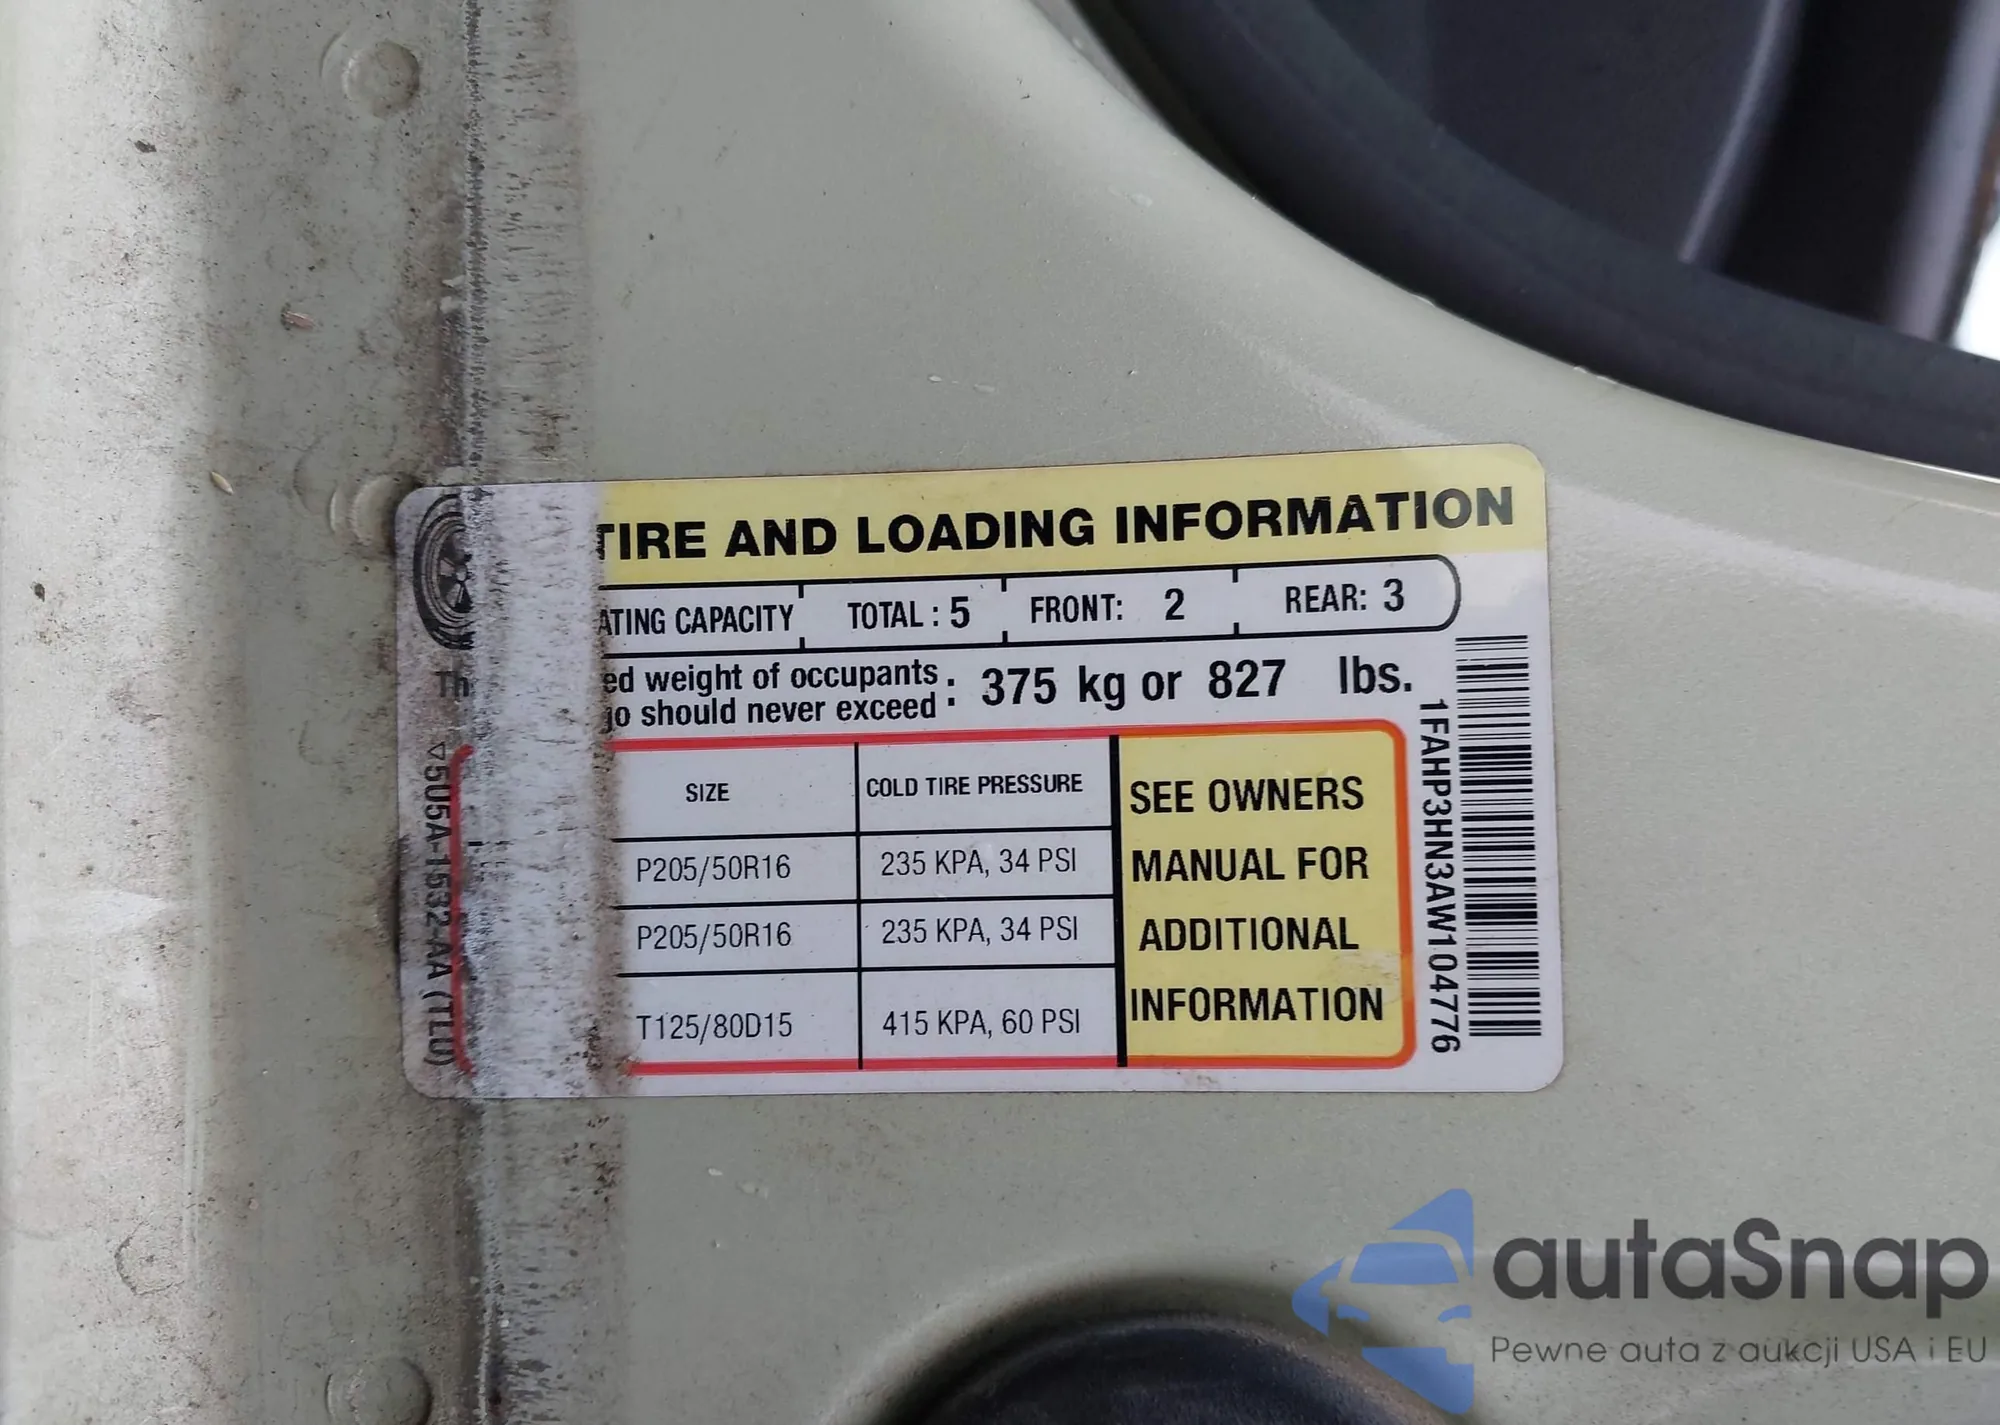 TIRE AND LOADING INFORMATION
ATING CAPACITY TOTAL : 5 FRONT: 2 REAR: 3
Th ed weight of occupants : 375 kg or 827 lbs.
go should never exceed
SIZE COLD TIRE PRESSURE
P205/50R16 235 KPA, 34 PSI
P205/50R16 235 KPA, 34 PSI
T125/80D15 415 KPA, 60 PSI
SEE OWNERS
MANUAL FOR
ADDITIONAL
INFORMATION
1FAHP3HN3AW104776
5U5A-1532-AA (TLU)
autaSnap
Pewne auta z aukcji USA i EU